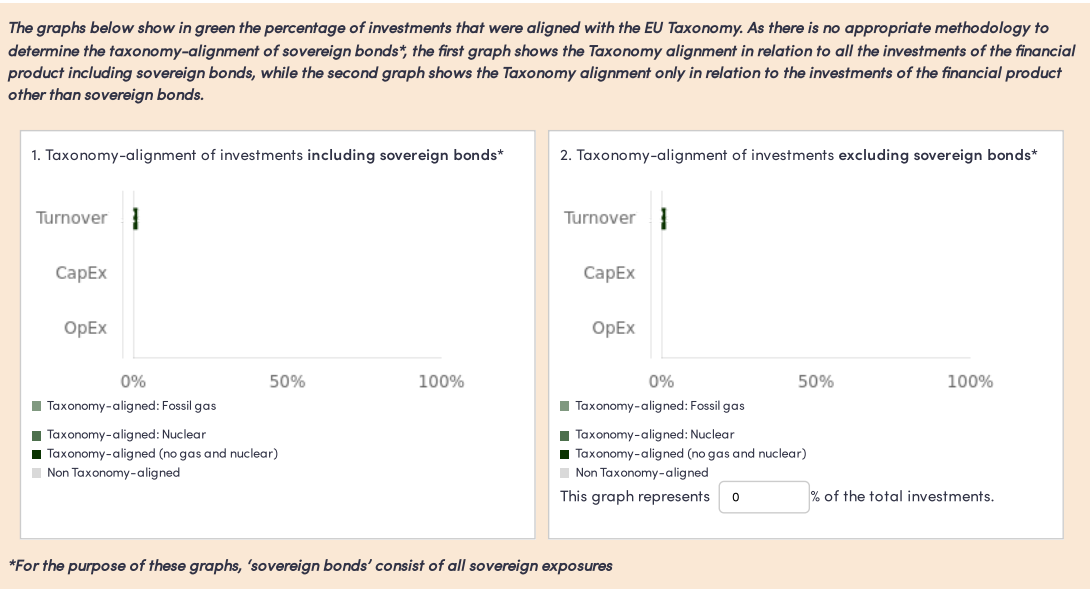 The graphs below show in green the percentage of investments that were aligned with the EU Taxonomy. As there is no appropriate methodology to
determine the taxonomy-alignment of sovereign bonds*, the first graph shows the Taxonomy alignment in relation to all the investments of the financial
product including sovereign bonds, while the second graph shows the Taxonomy alignment only in relation to the investments of the financial product
other than sovereign bonds.
1. Taxonomy-alignment of investments including sovereign bonds*
Turnover
CapEx
OpEx
0% 50% 100%
Taxonomy-aligned: Fossil gas
Taxonomy-aligned: Nuclear
Taxonomy-aligned (no gas and nuclear)
Non Taxonomy-aligned
2. Taxonomy-alignment of investments excluding sovereign bonds*
Turnover
CapEx
OpEx
0% 50% 100%
Taxonomy-aligned: Fossil gas
Taxonomy-aligned: Nuclear
Taxonomy-aligned (no gas and nuclear)
Non Taxonomy-aligned
This graph represents 0 % of the total investments.
*For the purpose of these graphs, ‘sovereign bonds’ consist of all sovereign exposures